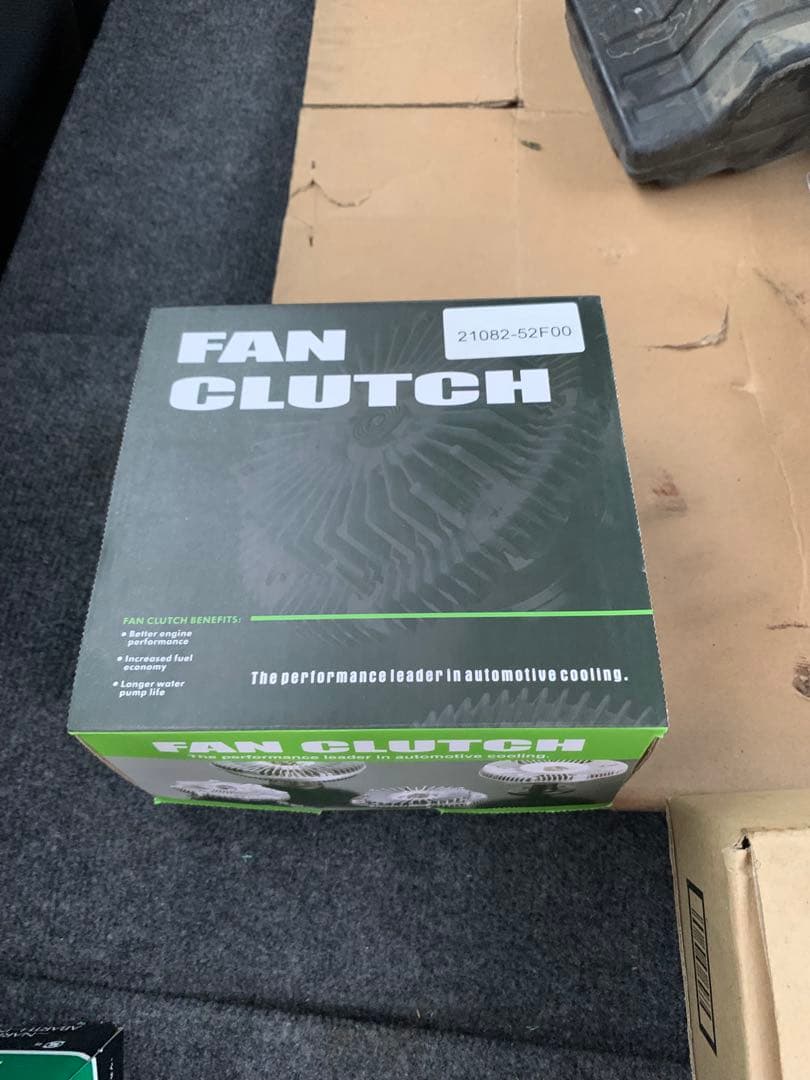 FAN
CLUTCH
21082-52F00
FAN CLUTCH BENEFITS:
• Better engine
performance
• Increased fuel
economy
• Longer water
pump life
The performance leader in automotive cooling.
FAN CLUTCH
The performance leader in automotive cooling.